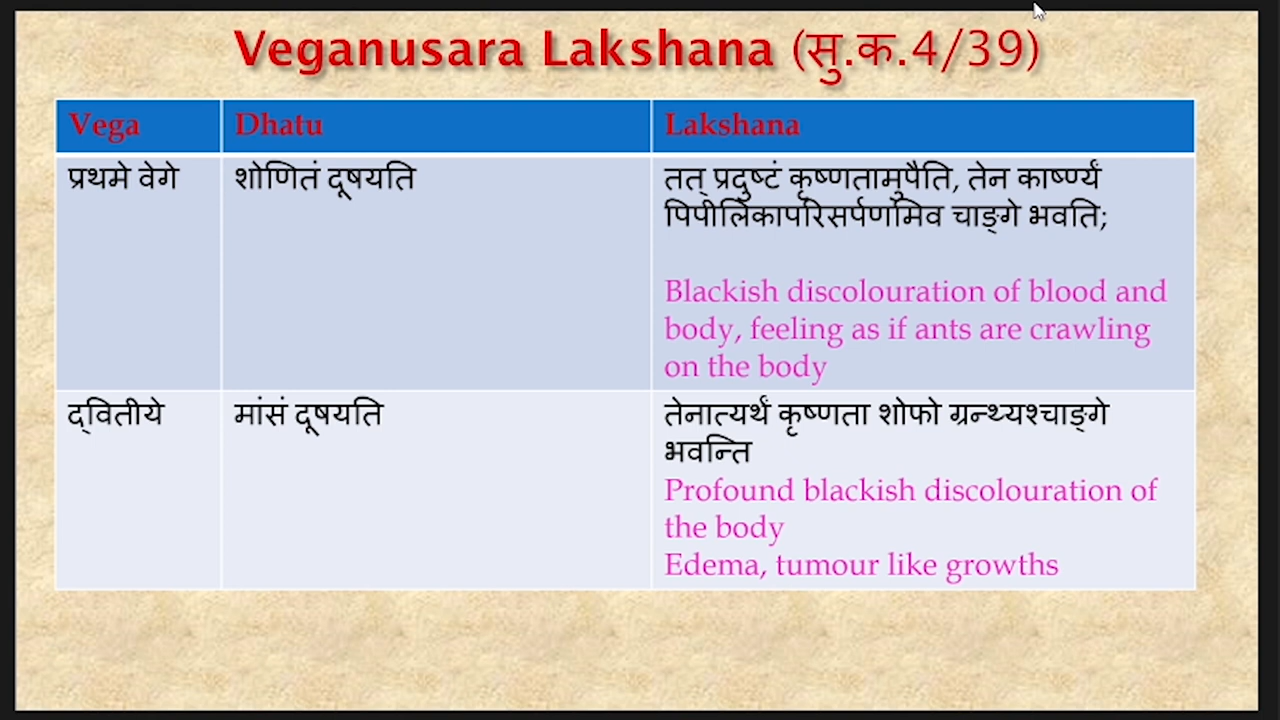 Veganusara Lakshana (सु.क.4/39)
Vega Dhatu Lakshana
प्रथमे वेगे
शोणितं दूषयति
तत् प्रदुष्टं कृष्णतामुपैति, तेन कार्ष्ण्यं
पिपीलिकापरिसर्पणमिव चाङ्गे भवति;
Blackish discolouration of blood and
body, feeling as if ants are crawling
on the body
द्वितीये
मांसं दूषयति
तेनात्यर्थं कृष्णता शोफो ग्रन्थ्यश्चाङ्गे
भवन्ति
Profound blackish discolouration of
the body
Edema, tumour like growths